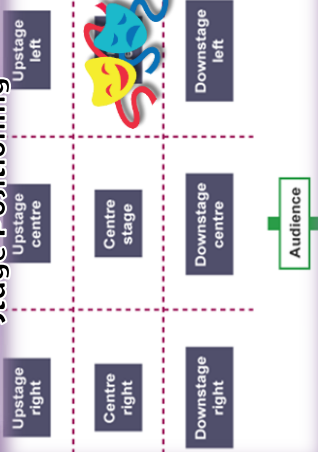 Stage Positioning
Upstage
right
Upstage
centre
Upstage
left
Centre
right
Centre
stage
Downstage
right
Downstage
centre
Downstage
left
Audience